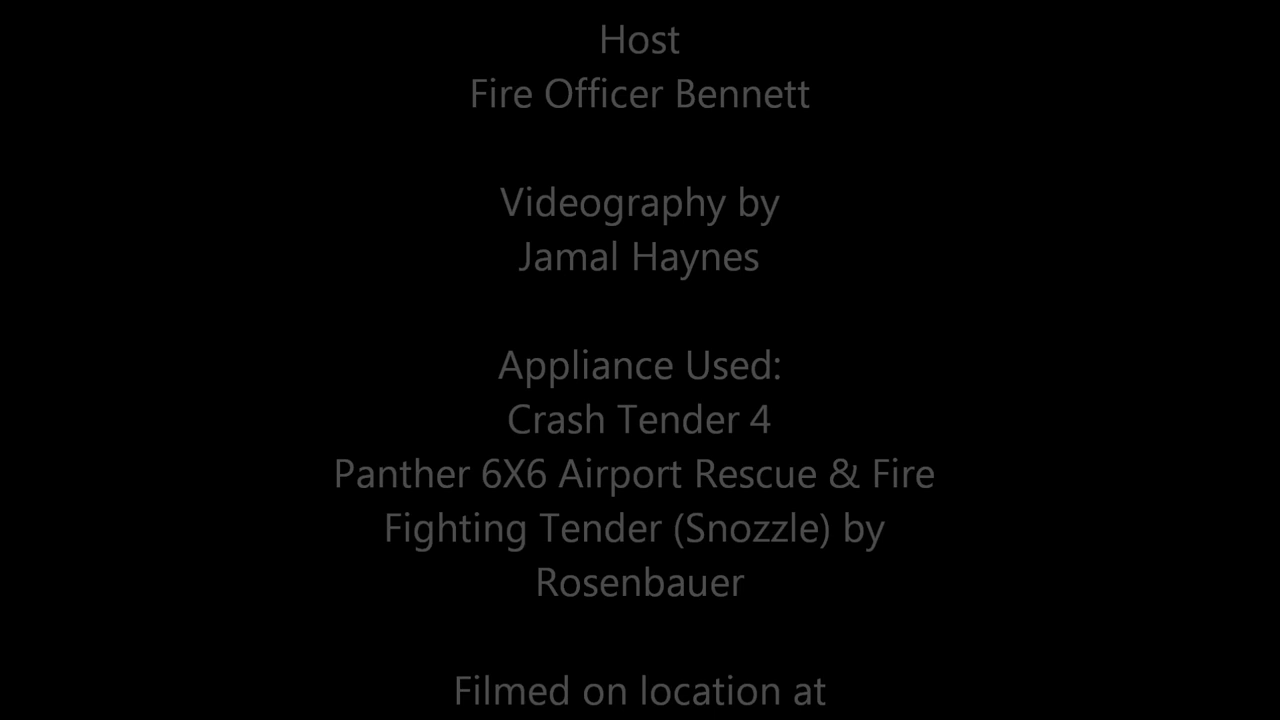 Host
Fire Officer Bennett
Videography by
Jamal Haynes
Appliance Used:
Crash Tender 4
Panther 6X6 Airport Rescue & Fire
Fighting Tender (Snozzle) by
Rosenbauer
Filmed on location at